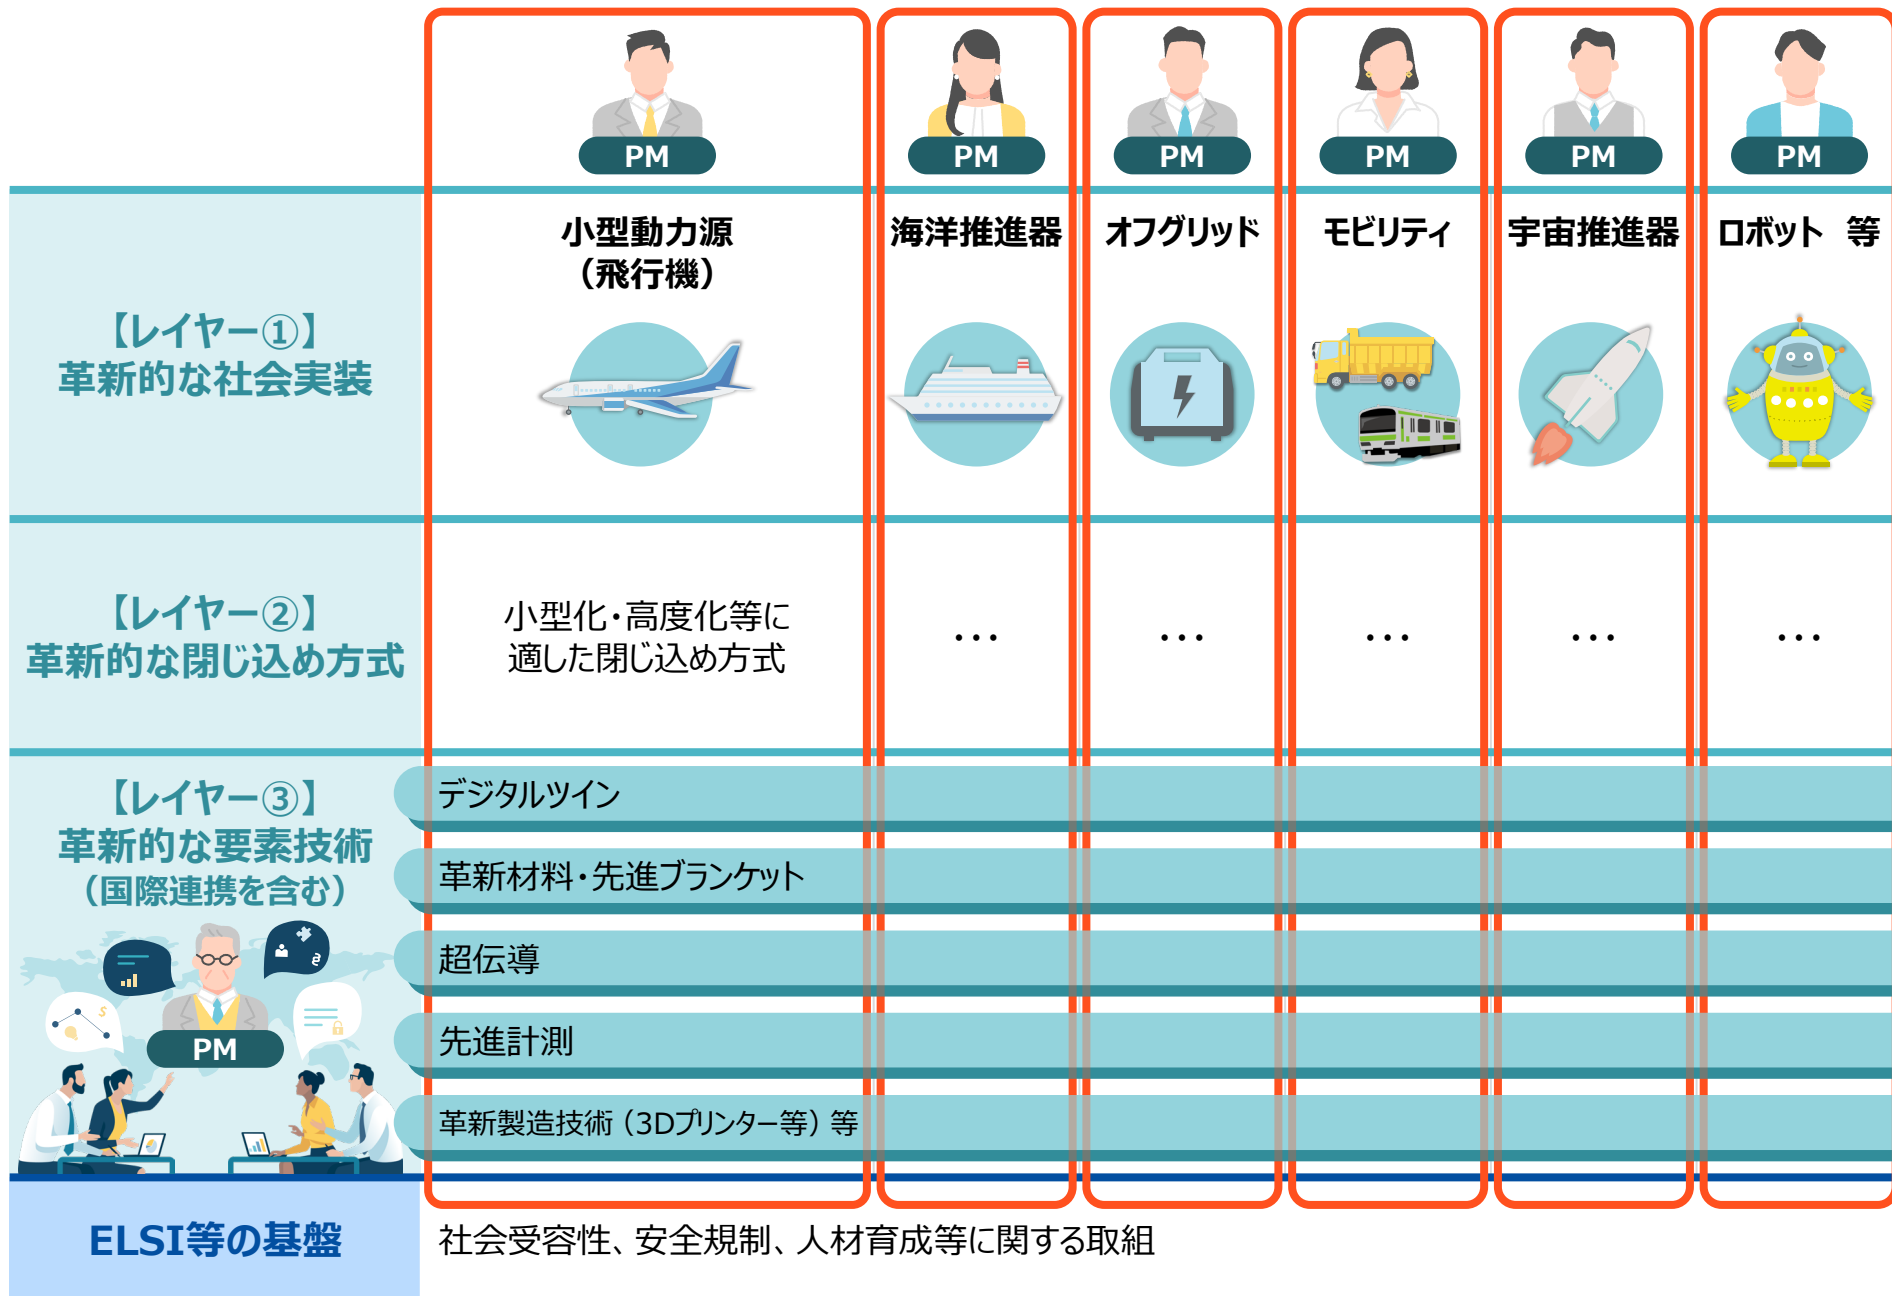 PM
PM
PM
PM
PM
PM
【レイヤー①】
革新的な社会実装
小型動力源
（飛行機）
海洋推進器
オフグリッド
モビリティ
宇宙推進器
ロボット　等
【レイヤー②】
革新的な閉じ込め方式
小型化・高度化等に
適した閉じ込め方式
…
…
…
…
…
【レイヤー③】
革新的な要素技術
（国際連携を含む）
PM
デジタルツイン
革新材料・先進ブランケット
超伝導
先進計測
革新製造技術（3Dプリンター等）等
ELSI等の基盤
社会受容性、安全規制、人材育成等に関する取組